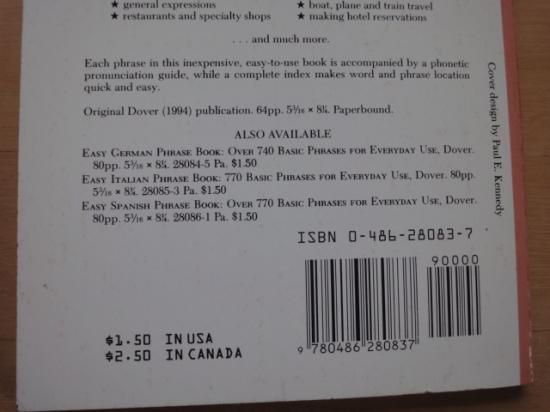 ★ general expressions
★ boat, plane and train travel
★ restaurants and specialty shops
★ making hotel reservations
. . . and much more.
Each phrase in this inexpensive, easy-to-use book is accompanied by a phonetic
pronunciation guide, while a complete index makes word and phrase location
quick and easy.
Original Dover (1994) publication. 64pp. 5³⁄₁₆ × 8¼. Paperbound.
ALSO AVAILABLE
EASY GERMAN PHRASE BOOK: OVER 740 BASIC PHRASES FOR EVERYDAY USE, Dover.
80pp. 5³⁄₁₆ × 8¼. 28084-5 Pa. $1.50
EASY ITALIAN PHRASE BOOK: 770 BASIC PHRASES FOR EVERYDAY USE, Dover. 80pp.
5³⁄₁₆ × 8¼. 28085-3 Pa. $1.50
EASY SPANISH PHRASE BOOK: OVER 770 BASIC PHRASES FOR EVERYDAY USE, Dover.
80pp. 5³⁄₁₆ × 8¼. 28086-1 Pa. $1.50
Cover design by Paul E. Kennedy
ISBN 0-486-28083-7
90000
$1.50 IN USA
$2.50 IN CANADA
9 780486 280837